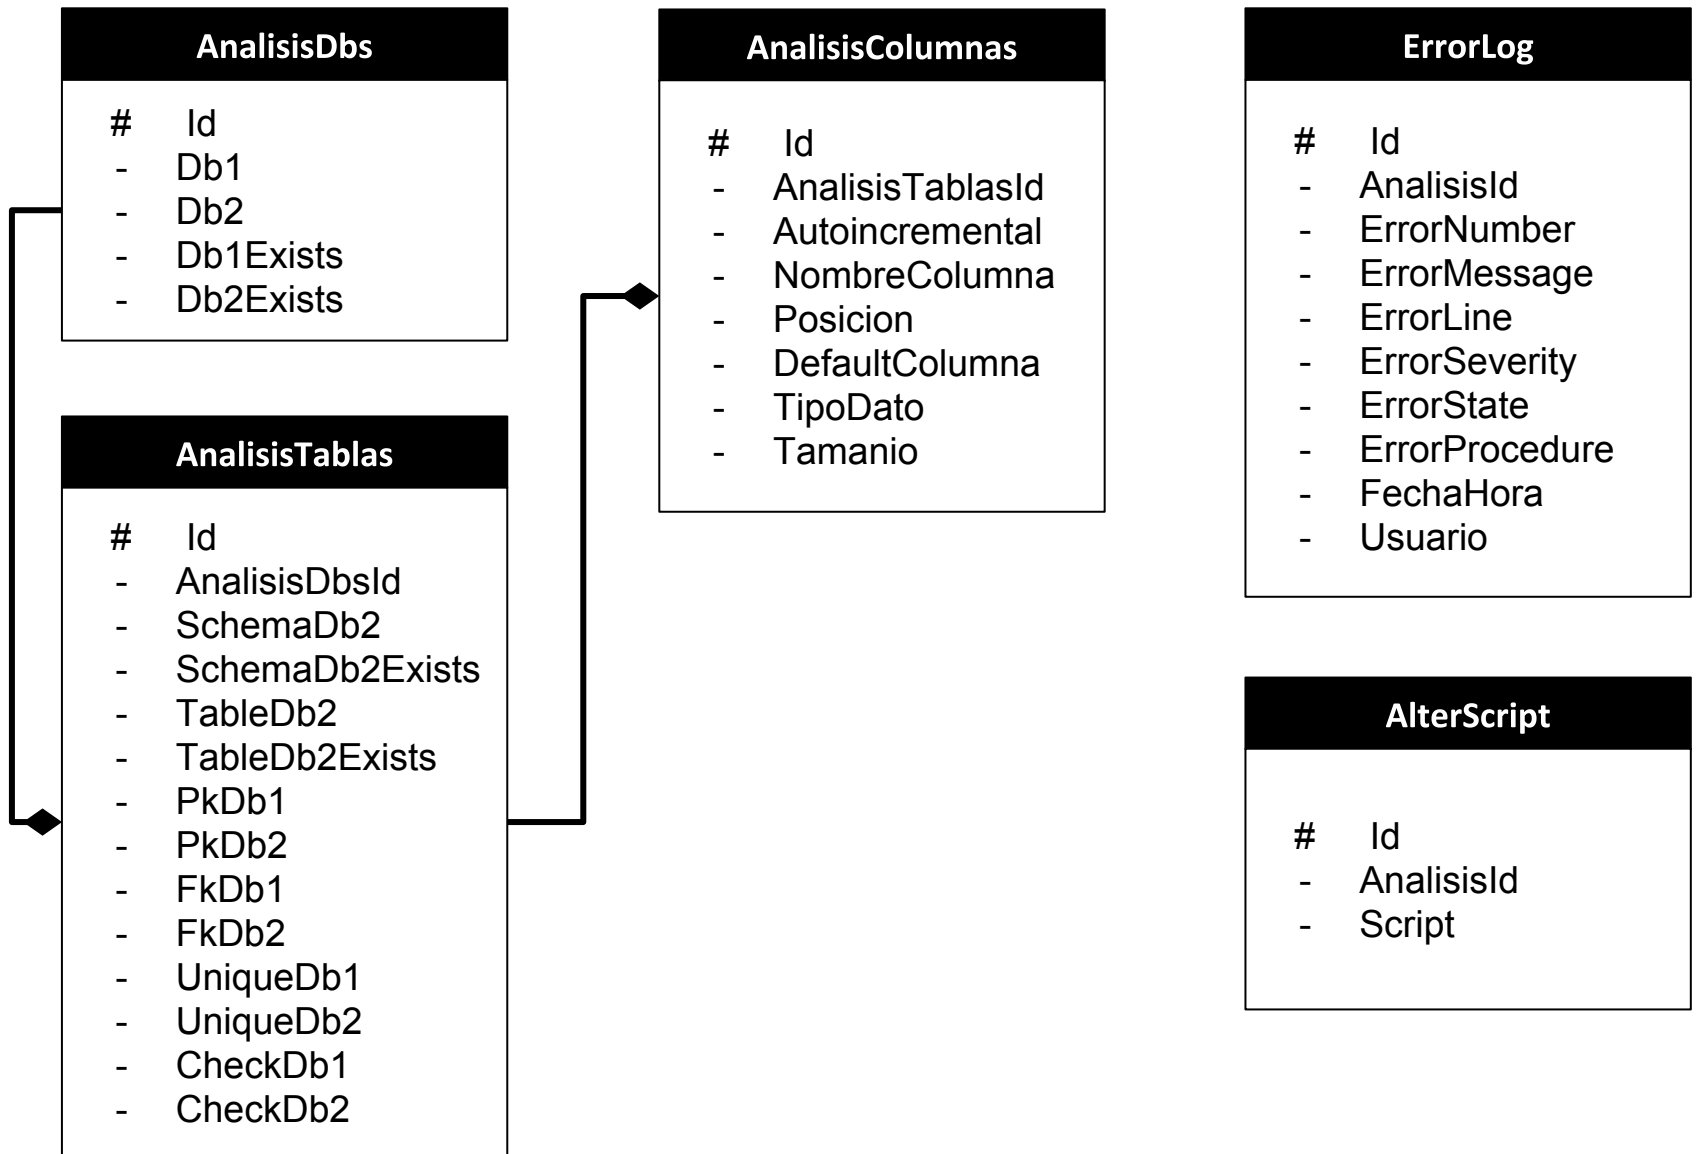 AnalisisDbs
# Id
- Db1
- Db2
- Db1Exists
- Db2Exists
AnalisisTablas
# Id
- AnalisisDbsId
- SchemaDb2
- SchemaDb2Exists
- TableDb2
- TableDb2Exists
- PkDb1
- PkDb2
- FkDb1
- FkDb2
- UniqueDb1
- UniqueDb2
- CheckDb1
- CheckDb2
AnalisisColumnas
# Id
- AnalisisTablasId
- Autoincremental
- NombreColumna
- Posicion
- DefaultColumna
- TipoDato
- Tamanio
ErrorLog
# Id
- AnalisisId
- ErrorNumber
- ErrorMessage
- ErrorLine
- ErrorSeverity
- ErrorState
- ErrorProcedure
- FechaHora
- Usuario
AlterScript
# Id
- AnalisisId
- Script